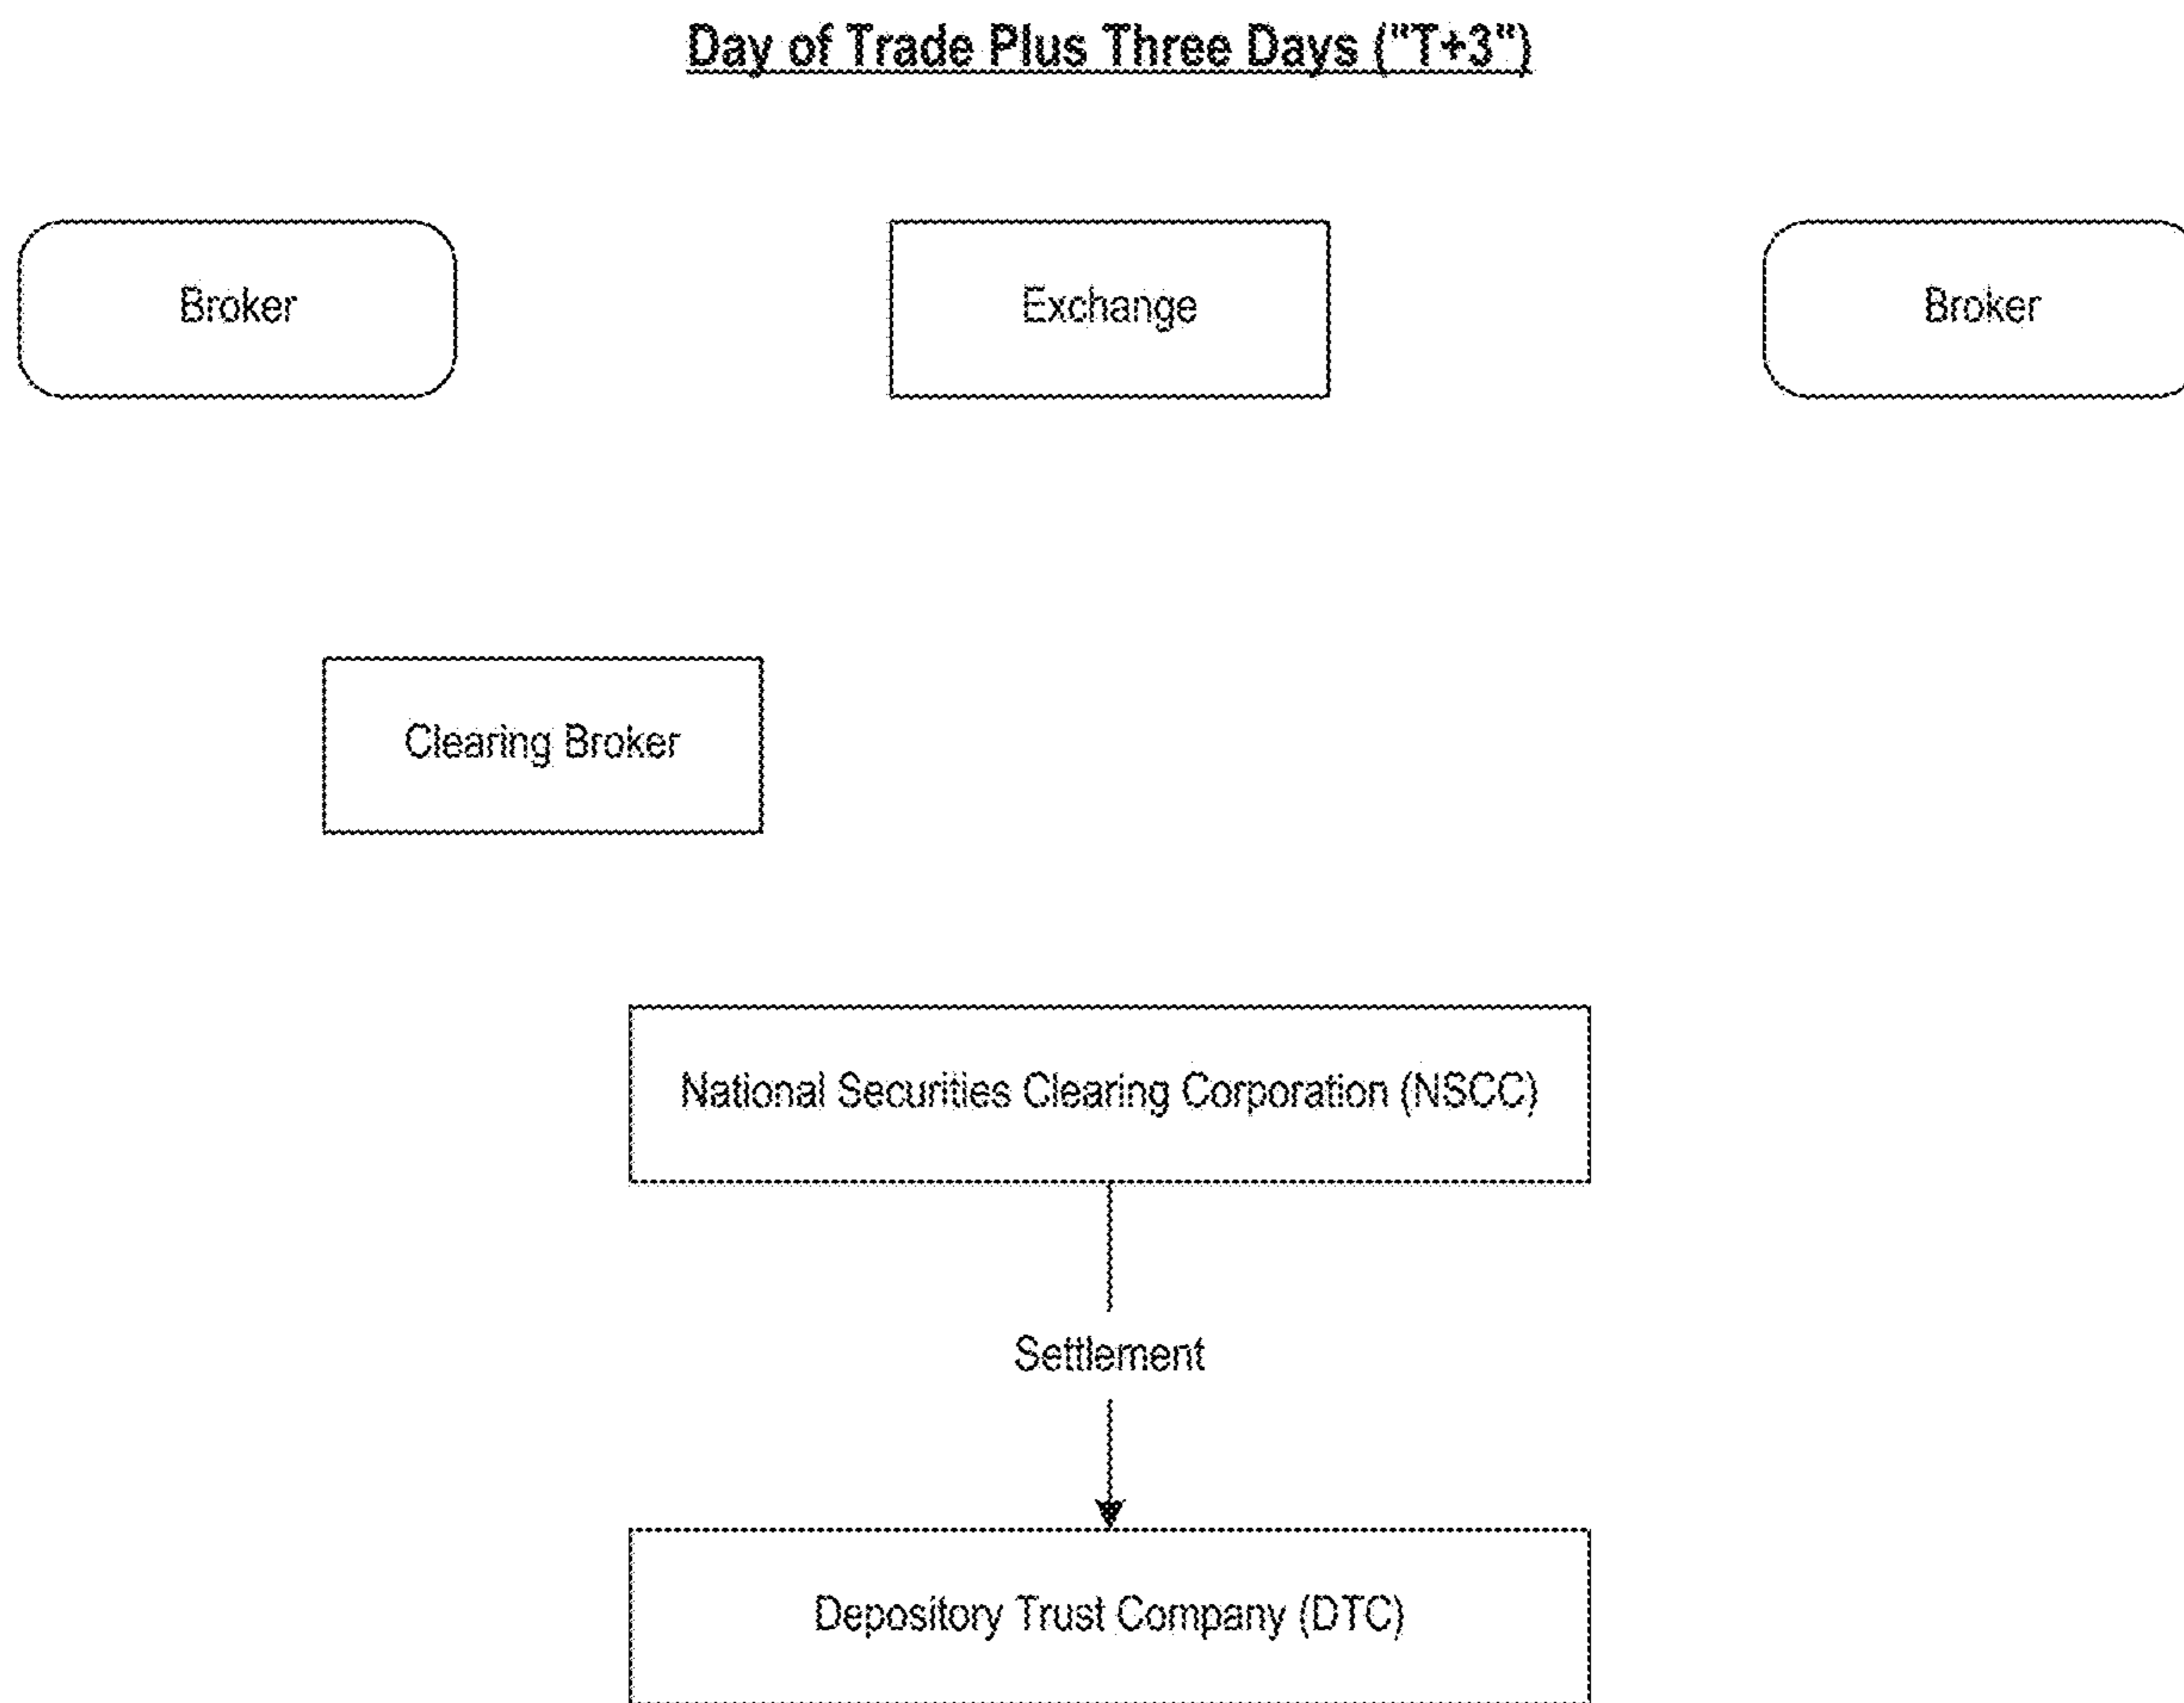 Day of Trade Plus Three Days ("T+3")
Broker
Exchange
Broker
Clearing Broker
National Securities Clearing Corporation (NSCC)
Settlement
Depository Trust Company (DTC)